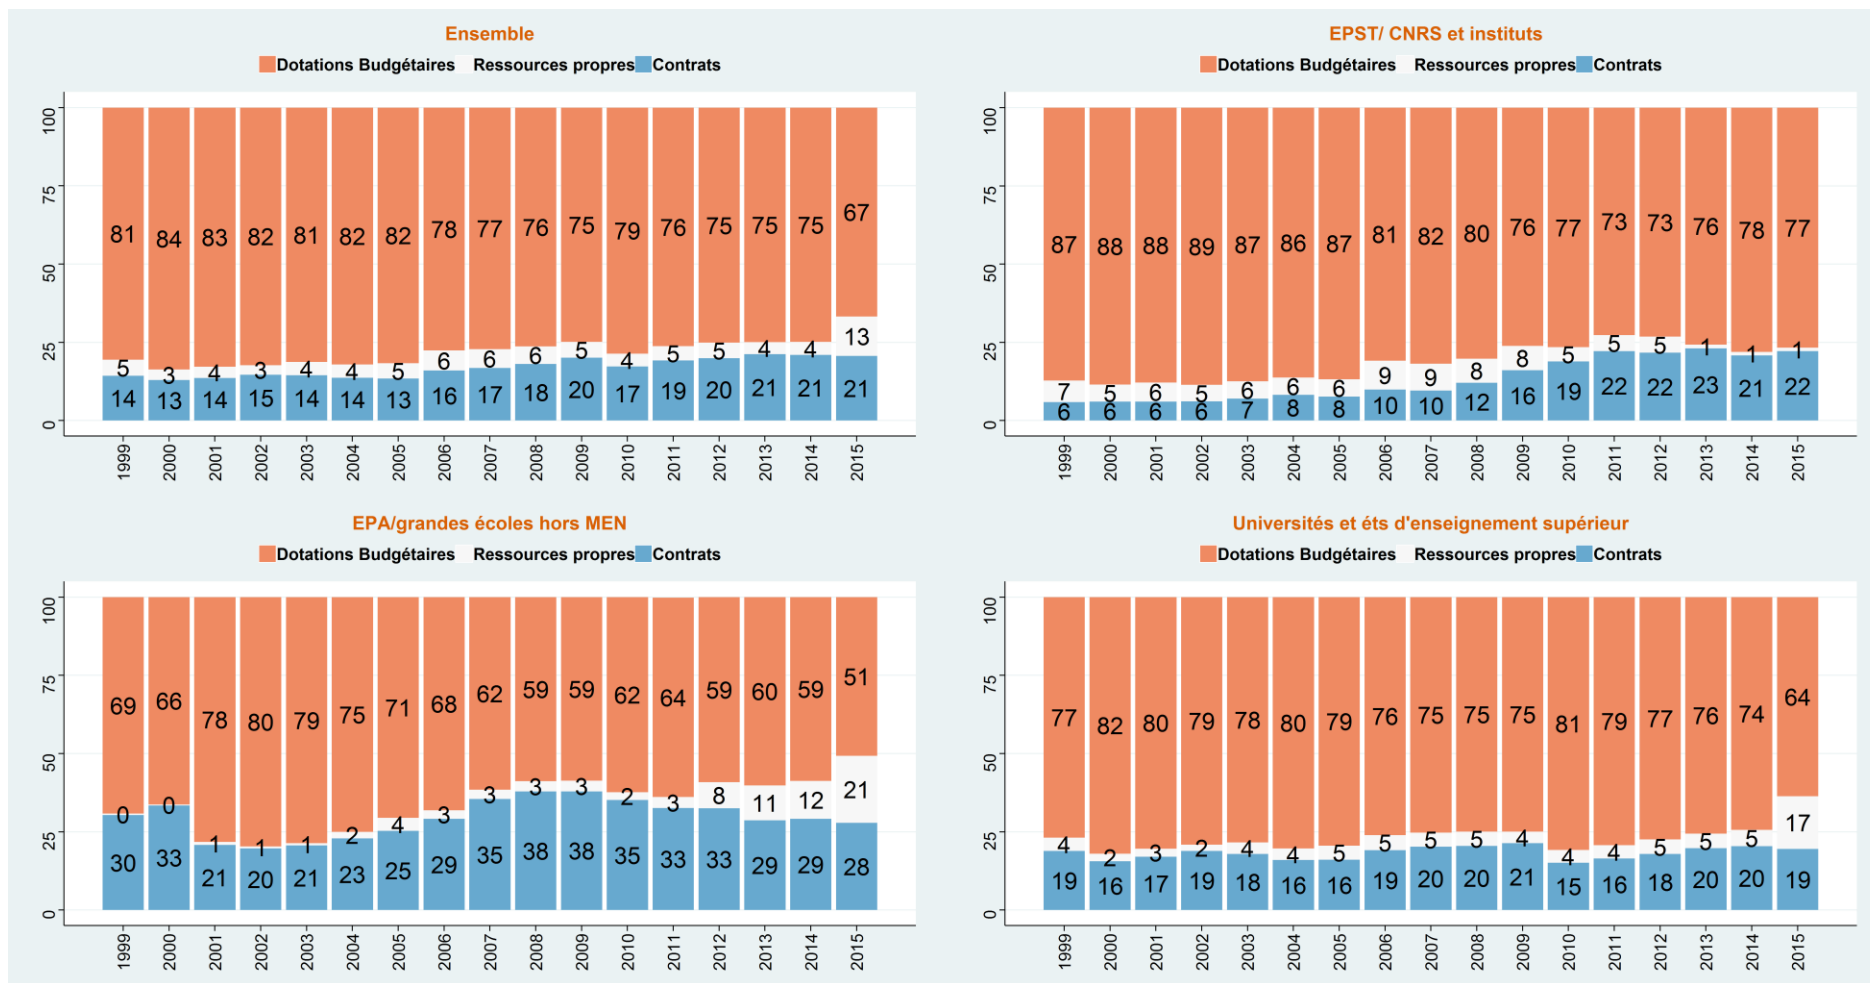 Ensemble
Dotations Budgétaires Ressources propres Contrats
100
75
50
25
0
81 84 83 82 81 82 82 78 77 76 75 79 76 75 75 75 67
5 3 4 3 4 4 5 6 6 6 5 4 5 5 4 4 13
14 13 14 15 14 14 13 16 17 18 20 17 19 20 21 21 21
1999 2000 2001 2002 2003 2004 2005 2006 2007 2008 2009 2010 2011 2012 2013 2014 2015
EPST/ CNRS et instituts
Dotations Budgétaires Ressources propres Contrats
100
75
50
25
0
87 88 88 89 87 86 87 81 82 80 76 77 73 73 76 78 77
7 5 6 5 6 6 6 9 9 8 8 5 5 5 1 1 1
6 6 6 6 7 8 8 10 10 12 16 19 22 22 23 21 22
1999 2000 2001 2002 2003 2004 2005 2006 2007 2008 2009 2010 2011 2012 2013 2014 2015
EPA/grandes écoles hors MEN
Dotations Budgétaires Ressources propres Contrats
100
75
50
25
0
69 66 78 80 79 75 71 68 62 59 59 62 64 59 60 59 51
0 0 1 1 1 2 4 3 3 3 3 2 3 8 11 12 21
30 33 21 20 21 23 25 29 35 38 38 35 33 33 29 29 28
1999 2000 2001 2002 2003 2004 2005 2006 2007 2008 2009 2010 2011 2012 2013 2014 2015
Universités et éts d'enseignement supérieur
Dotations Budgétaires Ressources propres Contrats
100
75
50
25
0
77 82 80 79 78 80 79 76 75 75 75 81 79 77 76 74 64
4 2 3 2 4 4 5 5 5 5 4 4 4 5 5 5 17
19 16 17 19 18 16 16 19 20 20 21 15 16 18 20 20 19
1999 2000 2001 2002 2003 2004 2005 2006 2007 2008 2009 2010 2011 2012 2013 2014 2015